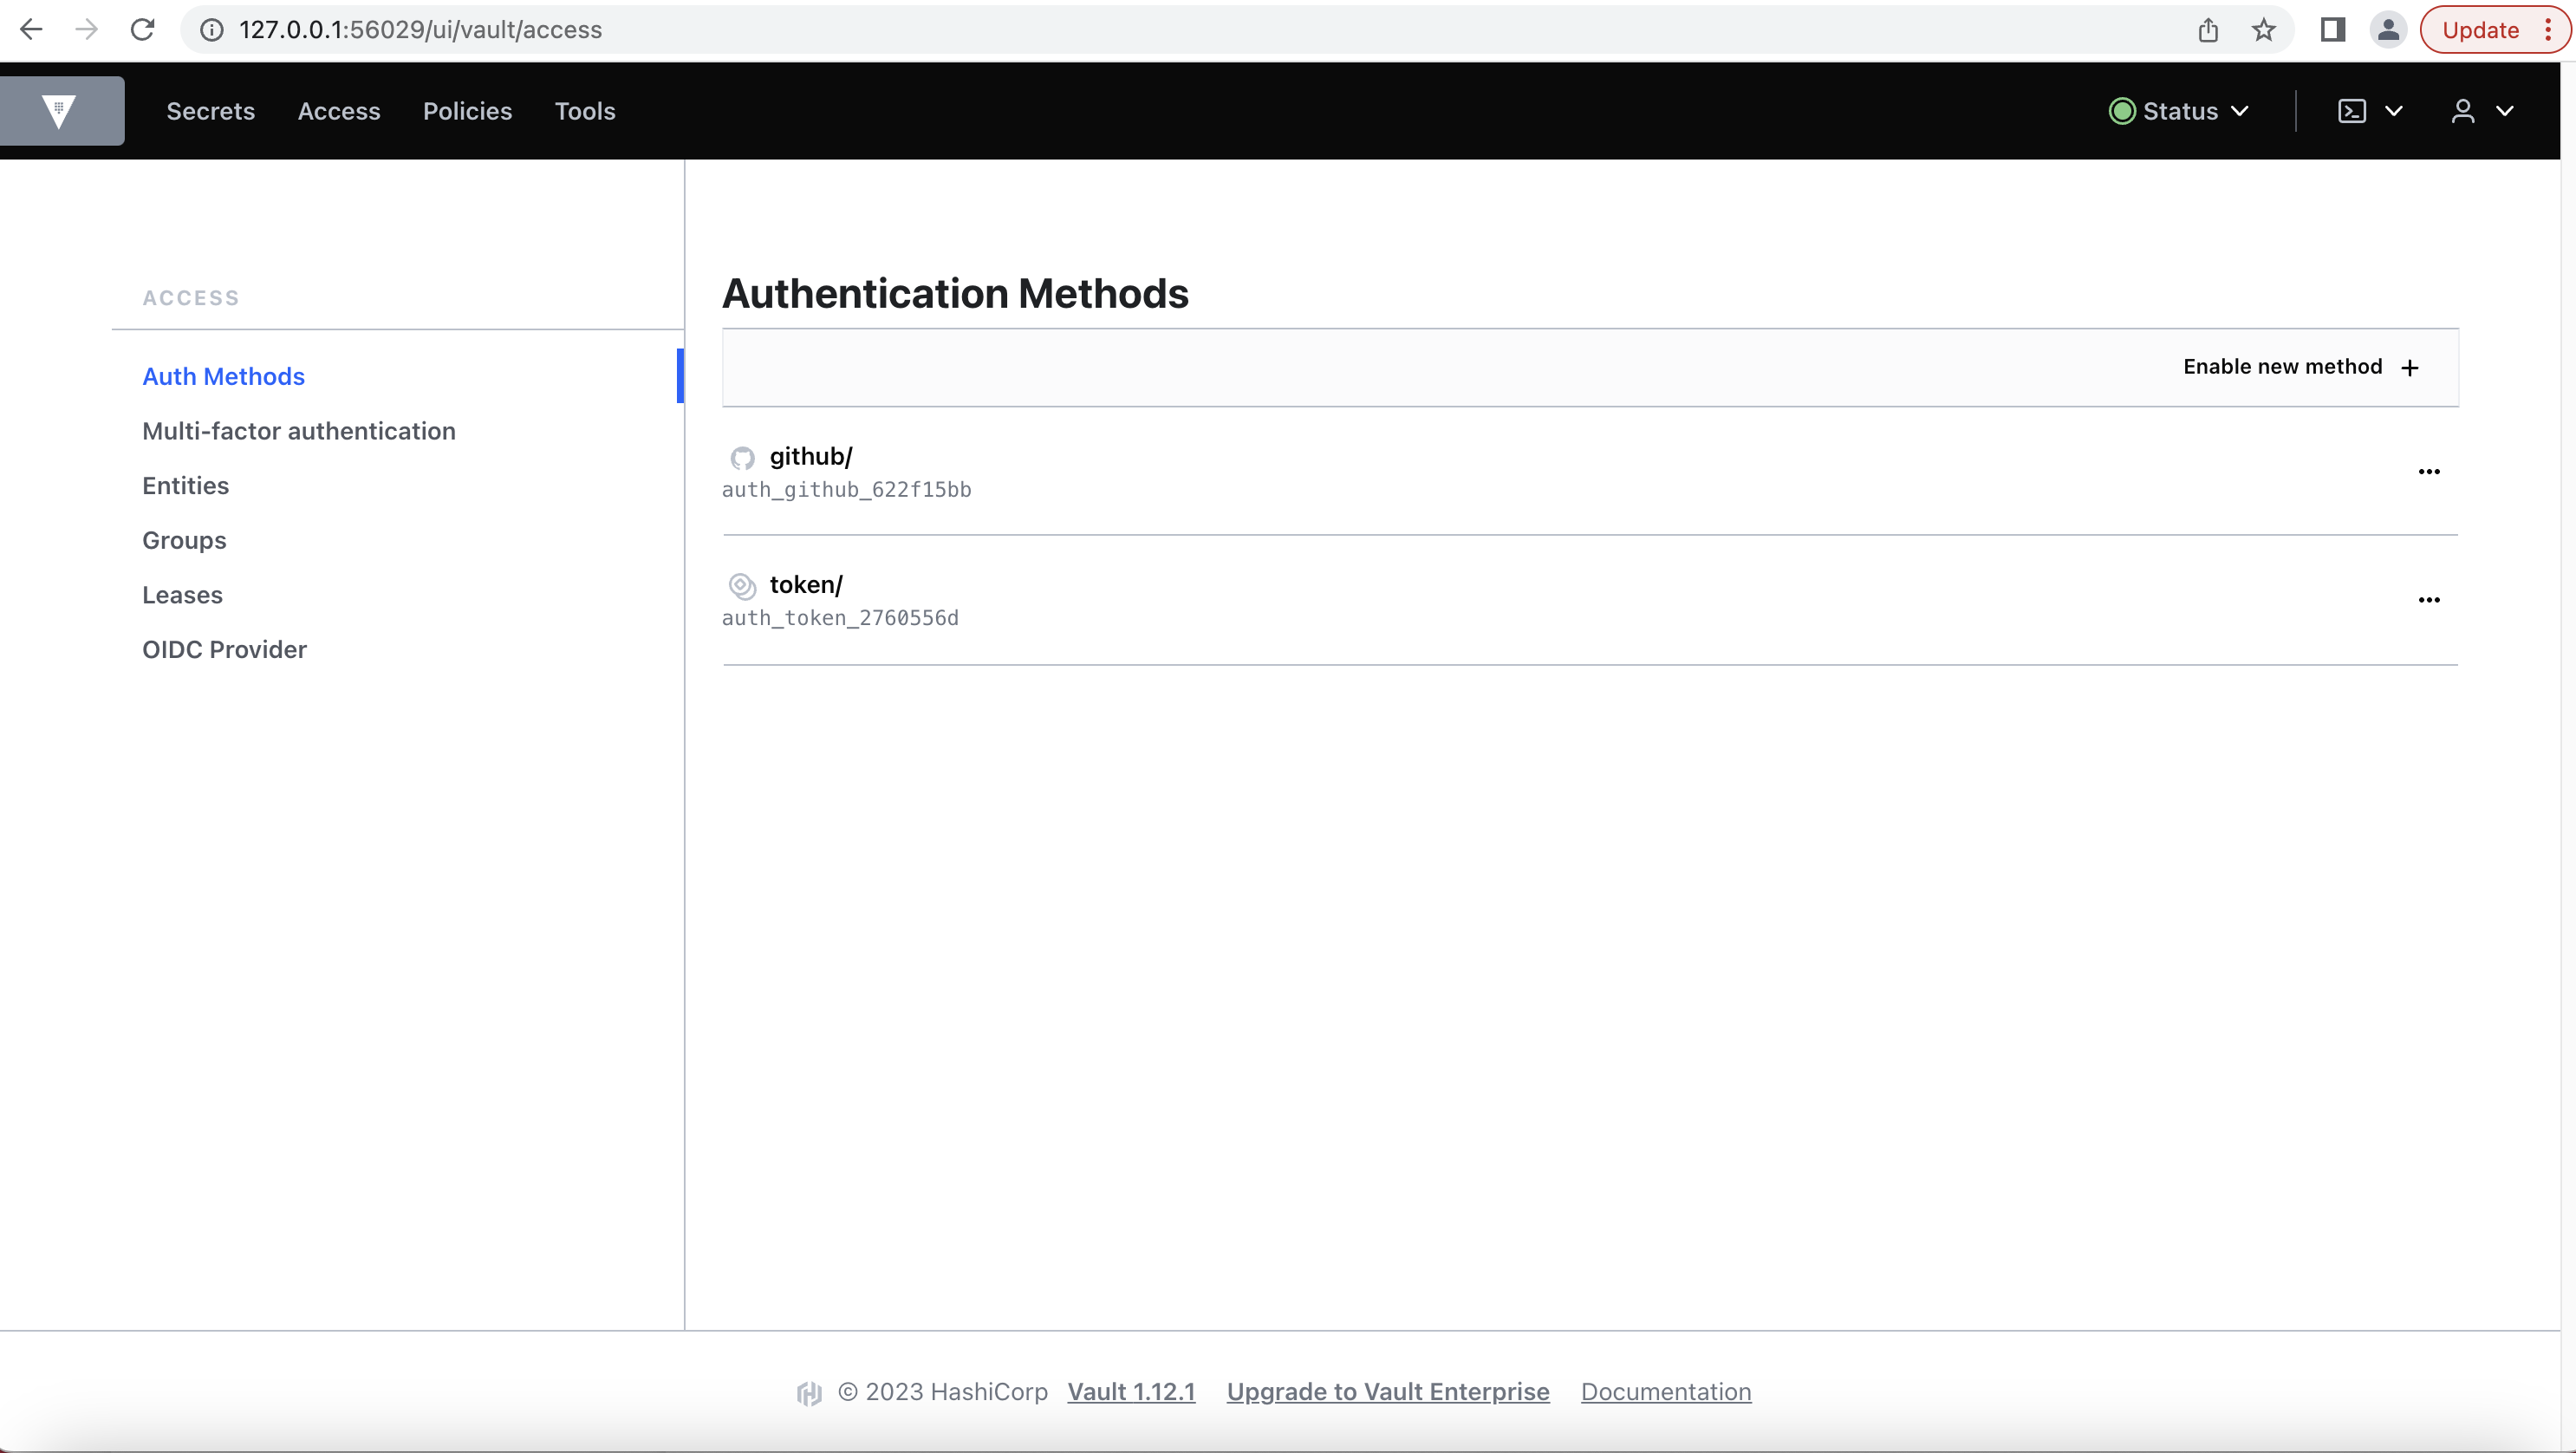 127.0.0.1:56029/ui/vault/access
Update
Secrets Access Policies Tools
Status
ACCESS
Auth Methods
Multi-factor authentication
Entities
Groups
Leases
OIDC Provider
Authentication Methods
Enable new method
github/
auth_github_622f15bb
token/
auth_token_2760556d
© 2023 HashiCorp Vault 1.12.1 Upgrade to Vault Enterprise Documentation